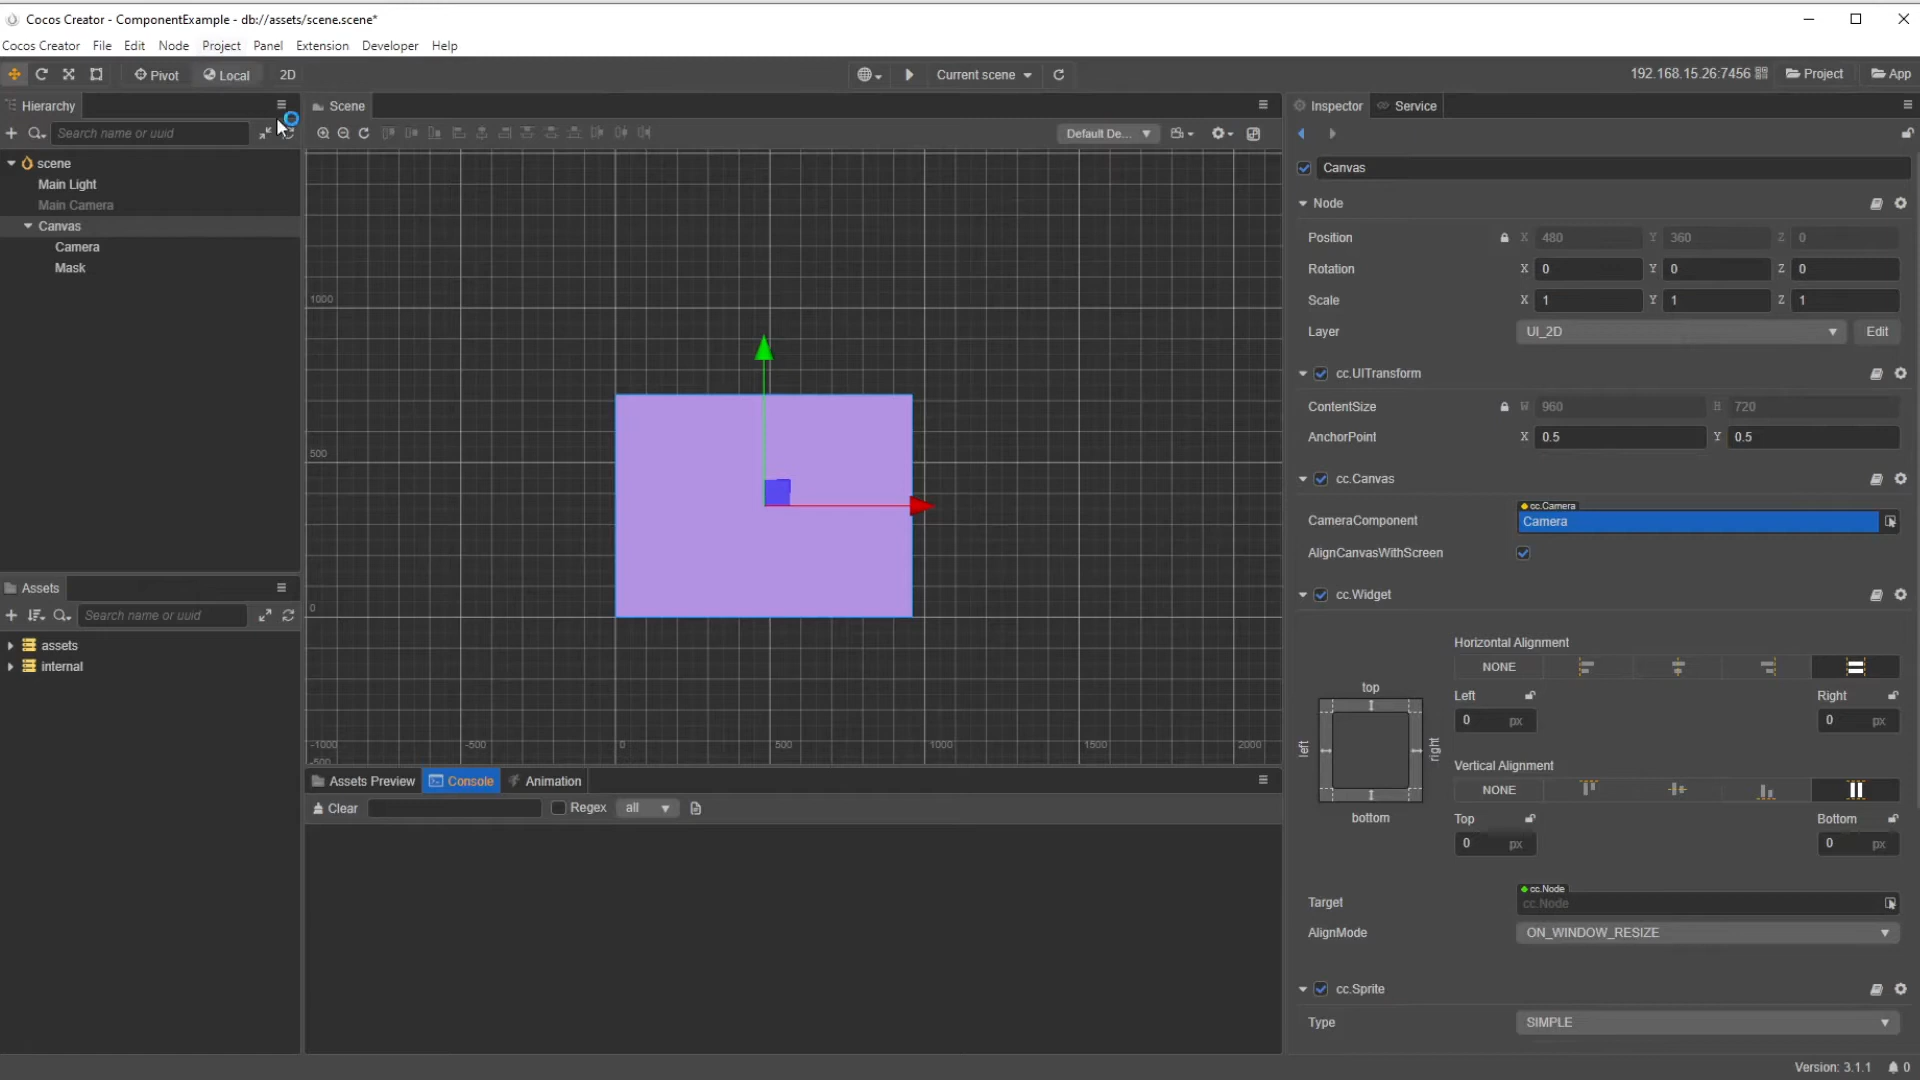 Cocos Creator - ComponentExample - db://assets/scene.scene*
Cocos Creator File Edit Node Project Panel Extension Developer Help
Pivot Local 2D Current scene 192.168.15.26:7456 Project App
Hierarchy
Search name or uuid
scene
Main Light
Main Camera
Canvas
Camera
Mask
Assets
Search name or uuid
assets
internal
Scene
Default De...
1000
500
0
-1000 -500 0 500 1000 1500 2000
-500
Assets Preview Console Animation
Clear Regex all
Inspector Service
Canvas
Node
Position X 480 Y 360 Z 0
Rotation X 0 Y 0 Z 0
Scale X 1 Y 1 Z 1
Layer UI_2D Edit
cc.UITransform
ContentSize W 960 H 720
AnchorPoint X 0.5 Y 0.5
cc.Canvas
cc.Camera
CameraComponent Camera
AlignCanvasWithScreen
cc.Widget
Horizontal Alignment
NONE
Left Right
0 px 0 px
top
left
right
bottom
Vertical Alignment
NONE
Top Bottom
0 px 0 px
cc.Node
Target cc.Node
AlignMode ON_WINDOW_RESIZE
cc.Sprite
Type SIMPLE
Version: 3.1.1 0